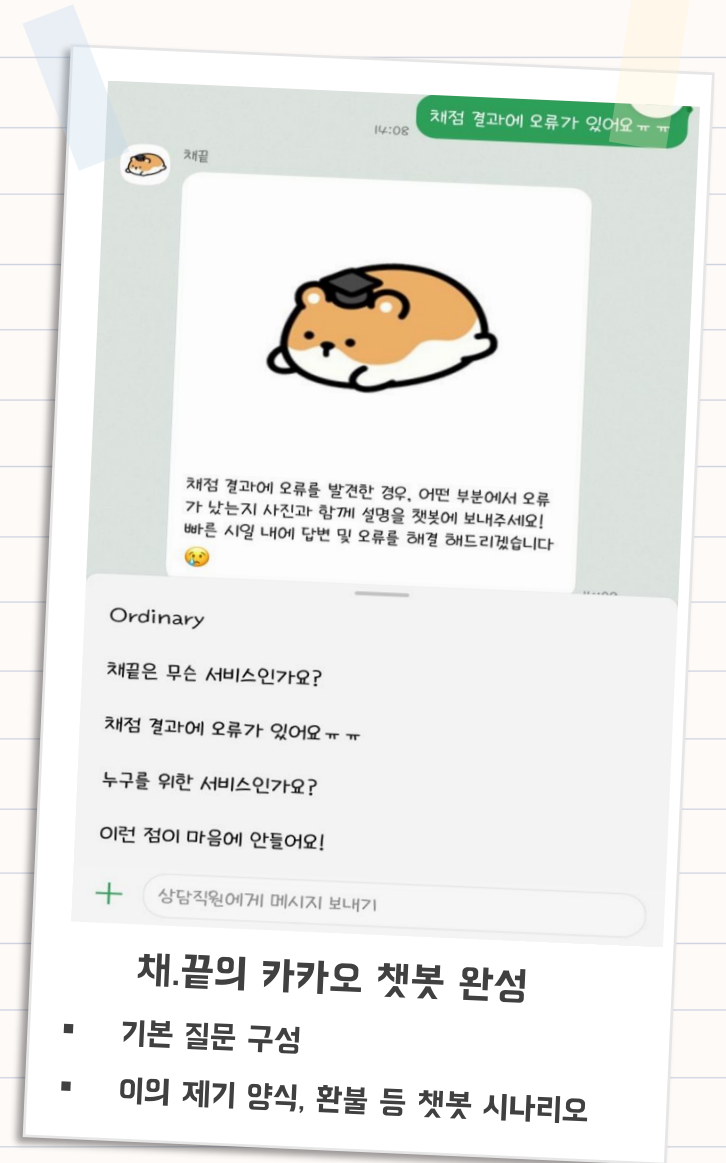 채점 결과에 오류가 있어요ㅠㅠ
14:08
채끝
채점 결과에 오류를 발견한 경우, 어떤 부분에서 오류
가 났는지 사진과 함께 설명을 챗봇에 보내주세요!
빠른 시일 내에 답변 및 오류를 해결 해드리겠습니다
😢
Ordinary
채끝은 무슨 서비스인가요?
채점 결과에 오류가 있어요ㅠㅠ
누구를 위한 서비스인가요?
이런 점이 마음에 안들어요!
+ 상담직원에게 메시지 보내기
채.끝의 카카오 챗봇 완성
▪ 기본 질문 구성
▪ 이의 제기 양식, 환불 등 챗봇 시나리오